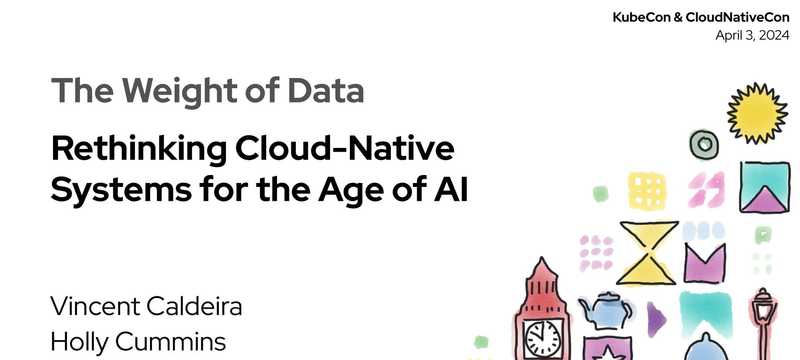 KubeCon & CloudNativeCon
April 3, 2024
The Weight of Data
Rethinking Cloud-Native
Systems for the Age of AI
Vincent Caldeira
Holly Cummins